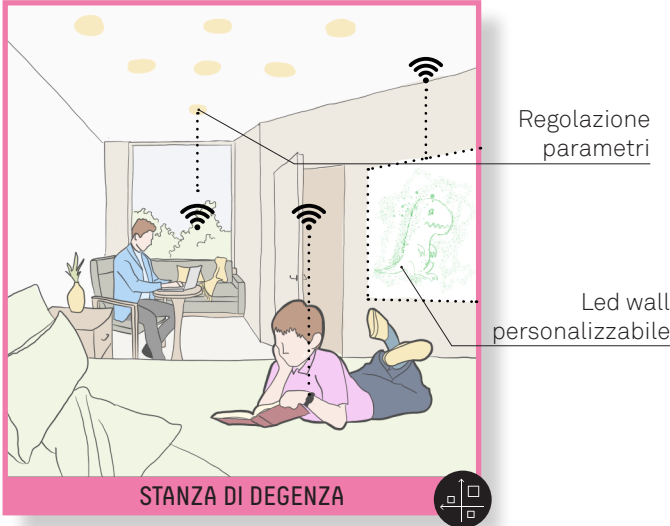 Regolazione
parametri
Led wall
personalizzabile
STANZA DI DEGENZA